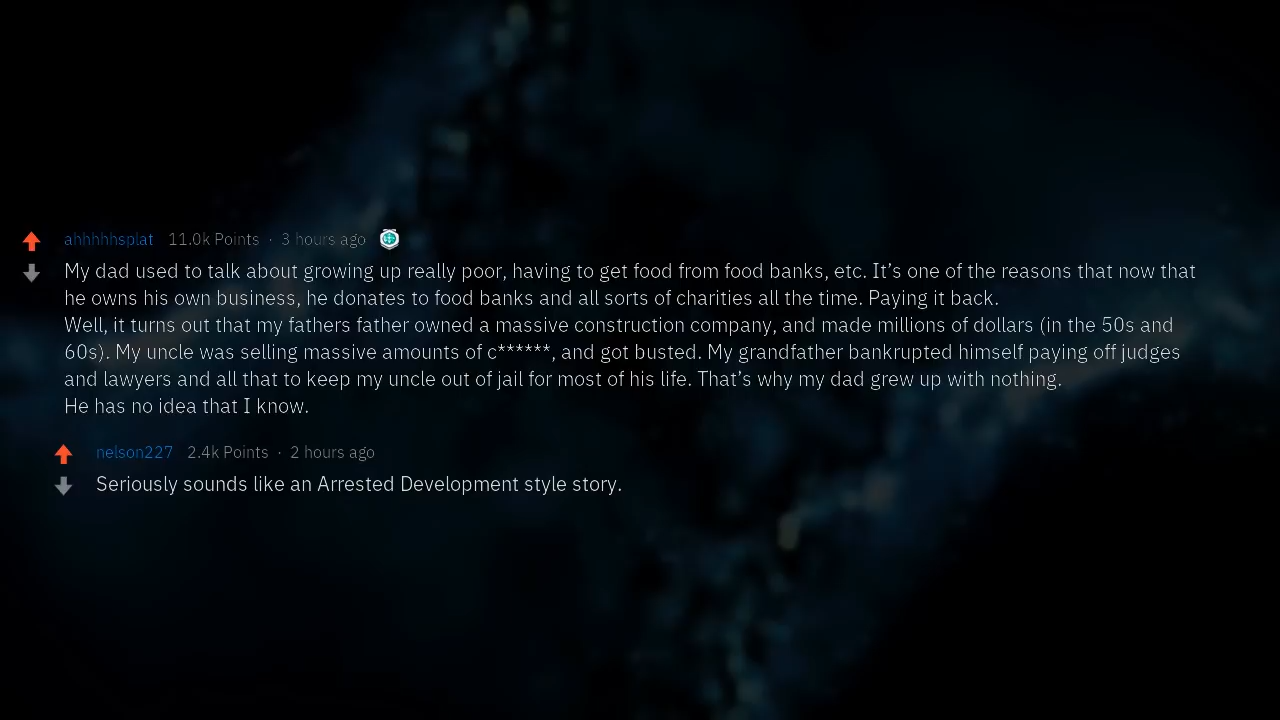 ahhhhhsplat 11.0k Points · 3 hours ago
My dad used to talk about growing up really poor, having to get food from food banks, etc. It’s one of the reasons that now that
he owns his own business, he donates to food banks and all sorts of charities all the time. Paying it back.
Well, it turns out that my fathers father owned a massive construction company, and made millions of dollars (in the 50s and
60s). My uncle was selling massive amounts of c******, and got busted. My grandfather bankrupted himself paying off judges
and lawyers and all that to keep my uncle out of jail for most of his life. That’s why my dad grew up with nothing.
He has no idea that I know.
nelson227 2.4k Points · 2 hours ago
Seriously sounds like an Arrested Development style story.